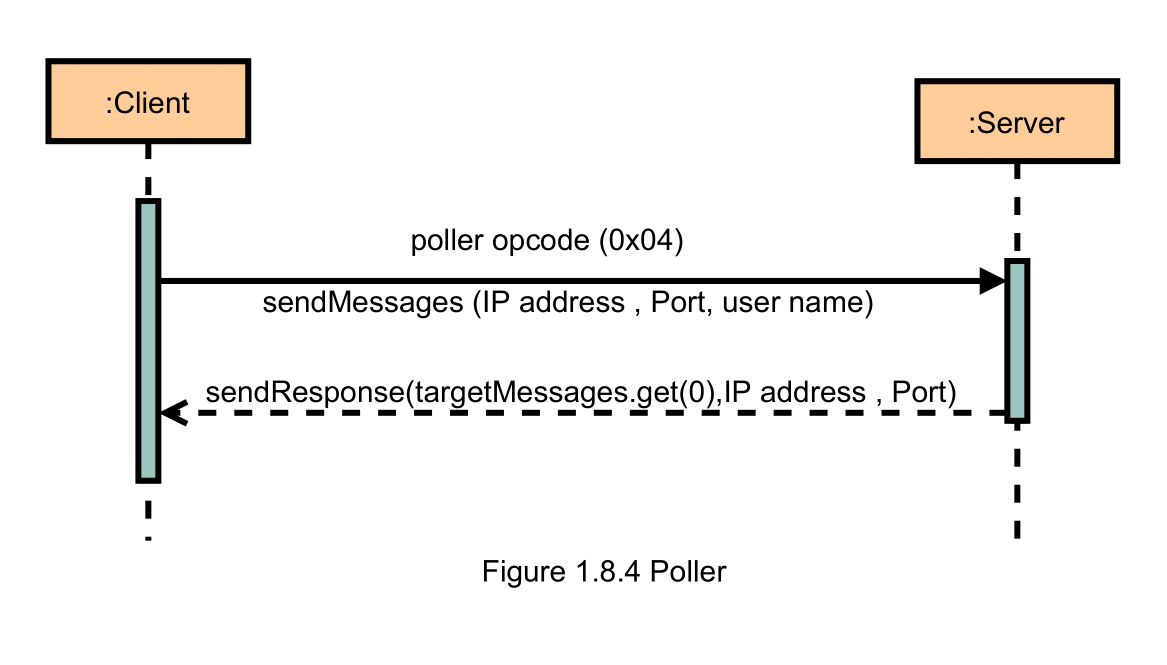 :Client
:Server
poller opcode (0x04)
sendMessages (IP address , Port, user name)
sendResponse(targetMessages.get(0),IP address , Port)
Figure 1.8.4 Poller